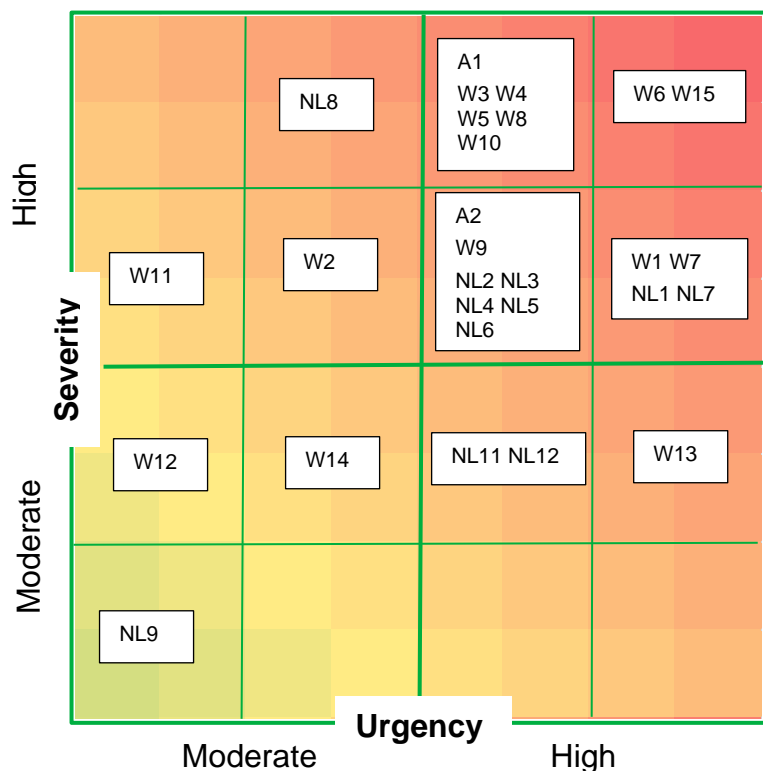 A1
W3 W4
W5 W8
W10
W6 W15
NL8
High
A2
W9
NL2 NL3
NL4 NL5
NL6
W1 W7
NL1 NL7
W11
W2
Severity
W12
W14
NL11 NL12
W13
Moderate
NL9
Urgency
Moderate
High